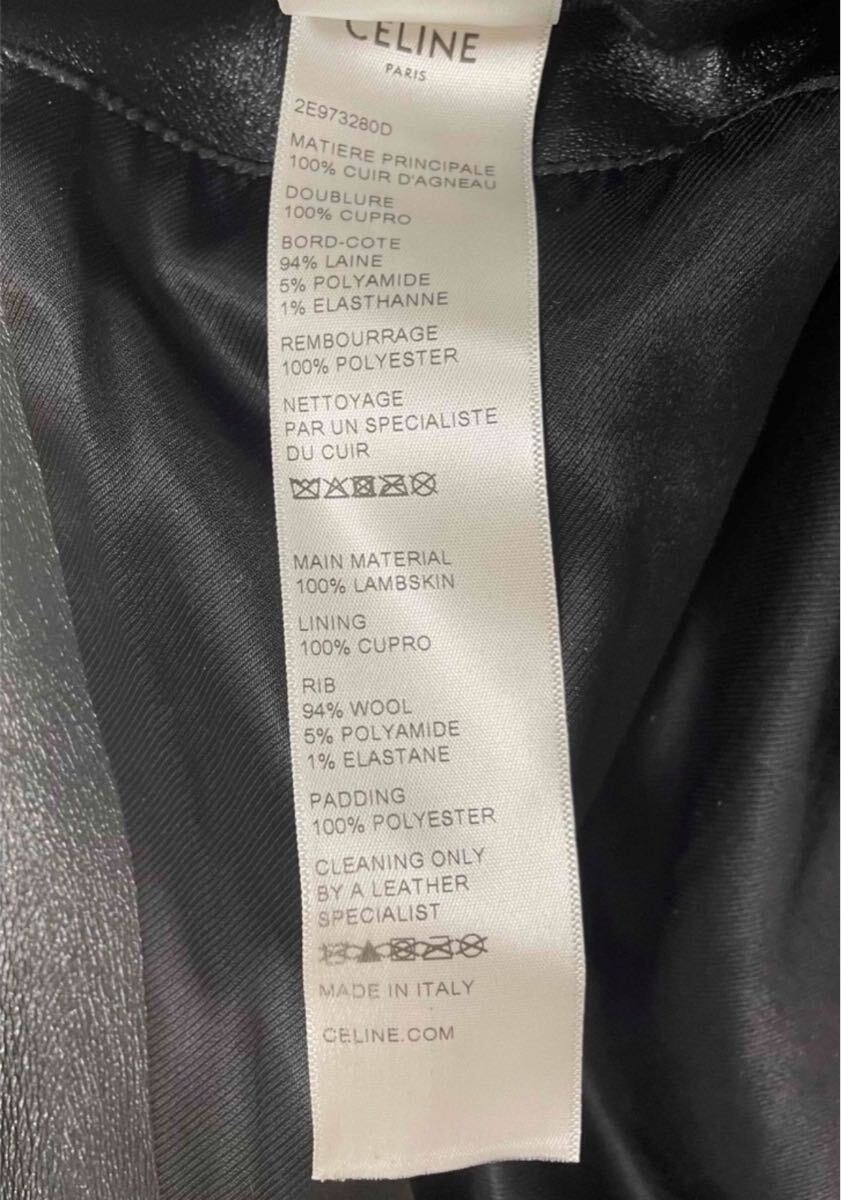 CELINE
PARIS
2E973280D
MATIERE PRINCIPALE
100% CUIR D'AGNEAU
DOUBLURE
100% CUPRO
BORD-COTE
94% LAINE
5% POLYAMIDE
1% ELASTHANNE
REMBOURRAGE
100% POLYESTER
NETTOYAGE
PAR UN SPECIALISTE
DU CUIR
MAIN MATERIAL
100% LAMBSKIN
LINING
100% CUPRO
RIB
94% WOOL
5% POLYAMIDE
1% ELASTANE
PADDING
100% POLYESTER
CLEANING ONLY
BY A LEATHER
SPECIALIST
MADE IN ITALY
CELINE.COM